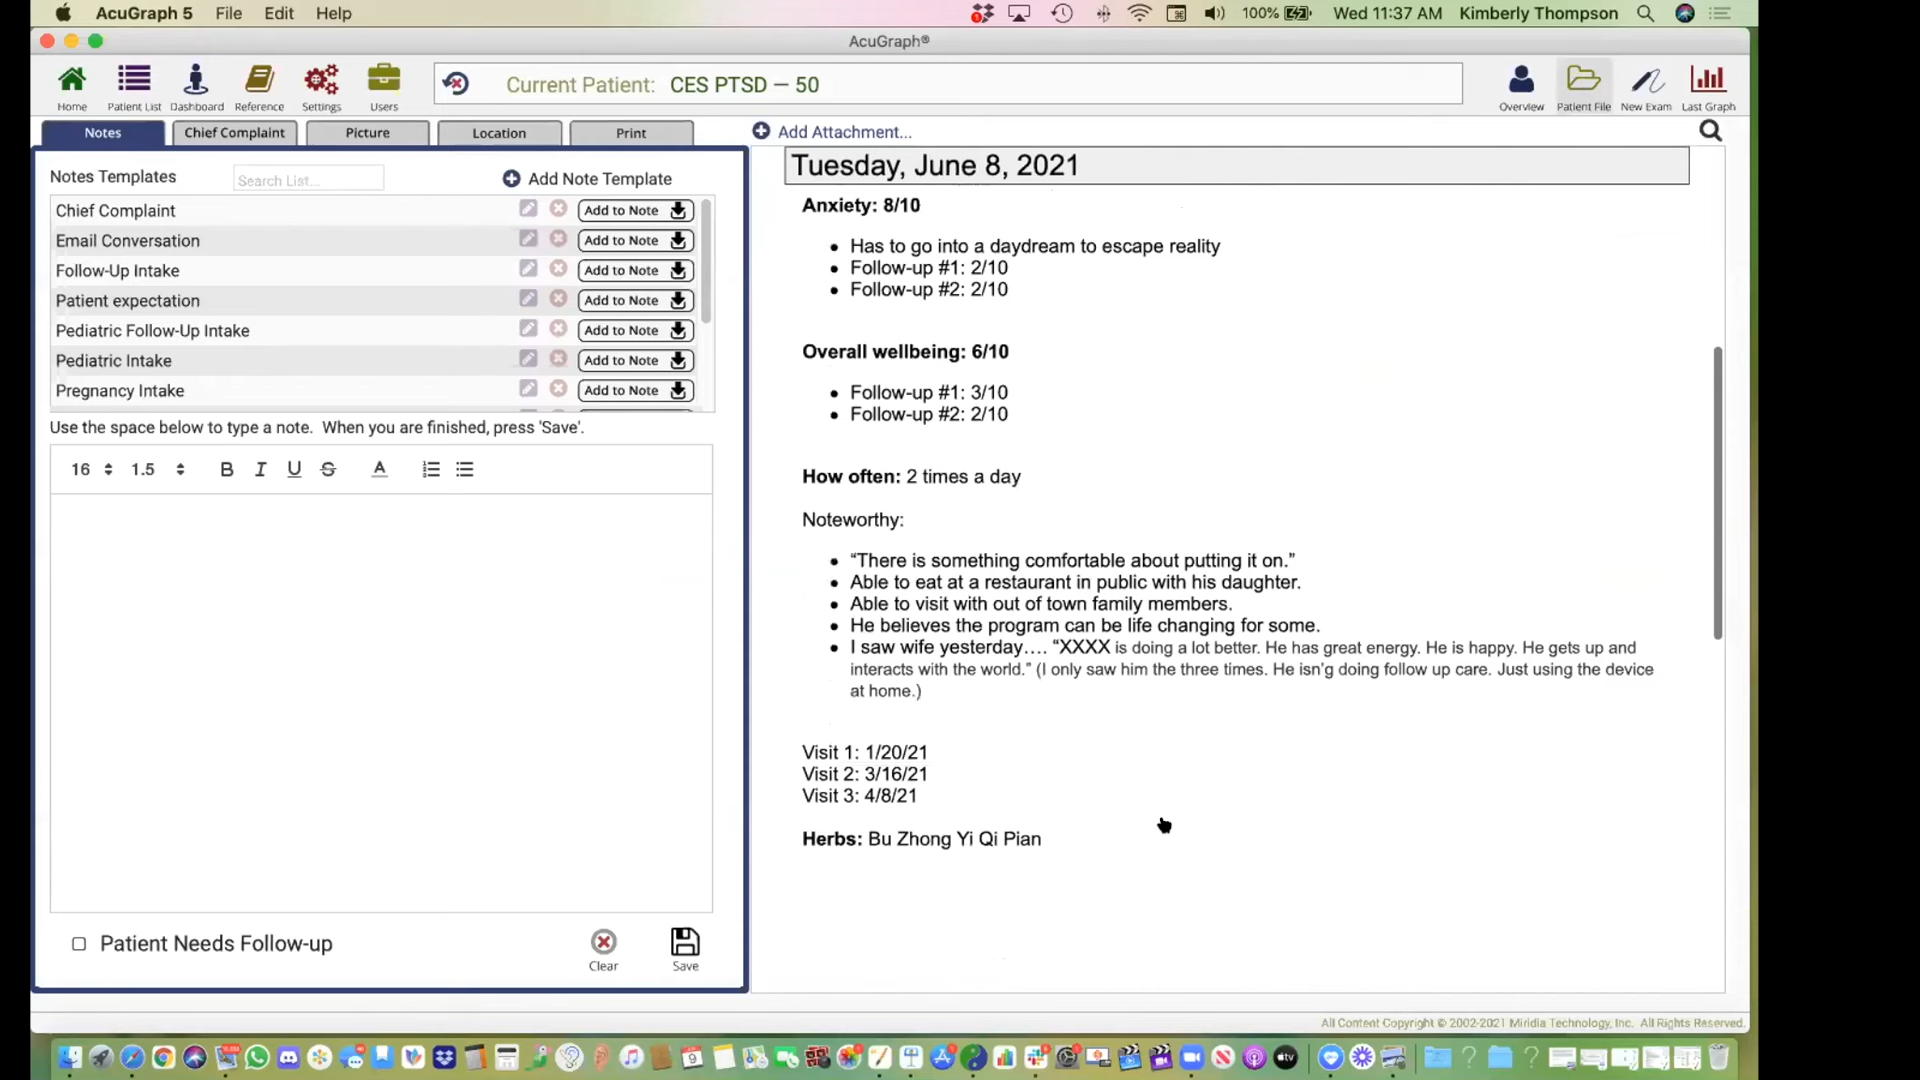 AcuGraph 5 File Edit Help
1
100% Wed 11:37 AM Kimberly Thompson
AcuGraph®
Home Patient List Dashboard Reference Settings Users
Current Patient: CES PTSD – 50
Overview Patient File New Exam Last Graph
Notes Chief Complaint Picture Location Print
Add Attachment...
Notes Templates Search List... Add Note Template
Chief Complaint Add to Note
Email Conversation Add to Note
Follow-Up Intake Add to Note
Patient expectation Add to Note
Pediatric Follow-Up Intake Add to Note
Pediatric Intake Add to Note
Pregnancy Intake Add to Note
Use the space below to type a note. When you are finished, press 'Save'.
16 1.5 B I U S A
Patient Needs Follow-up
Clear Save
Tuesday, June 8, 2021
Anxiety: 8/10
• Has to go into a daydream to escape reality
• Follow-up #1: 2/10
• Follow-up #2: 2/10
Overall wellbeing: 6/10
• Follow-up #1: 3/10
• Follow-up #2: 2/10
How often: 2 times a day
Noteworthy:
• “There is something comfortable about putting it on.”
• Able to eat at a restaurant in public with his daughter.
• Able to visit with out of town family members.
• He believes the program can be life changing for some.
• I saw wife yesterday…. “XXXX is doing a lot better. He has great energy. He is happy. He gets up and
interacts with the world.” (I only saw him the three times. He isn’g doing follow up care. Just using the device
at home.)
Visit 1: 1/20/21
Visit 2: 3/16/21
Visit 3: 4/8/21
Herbs: Bu Zhong Yi Qi Pian
All Content Copyright © 2002-2021 Miridia Technology, Inc. All Rights Reserved.
9
tv